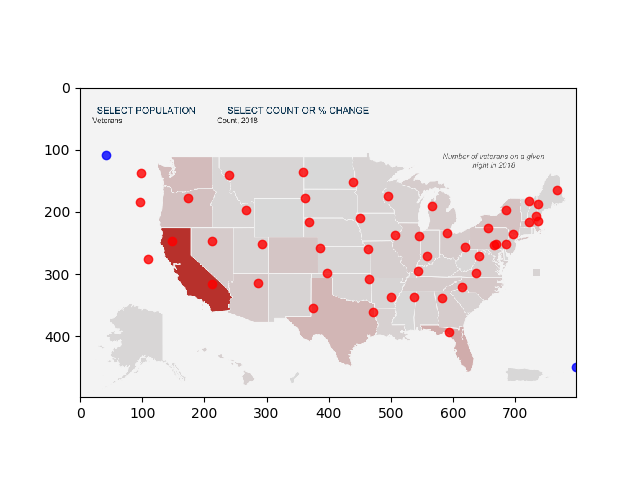 SELECT POPULATION SELECT COUNT OR % CHANGE
Veterans Count, 2018
Number of veterans on a given
night in 2018
0
100
200
300
400
0 100 200 300 400 500 600 700